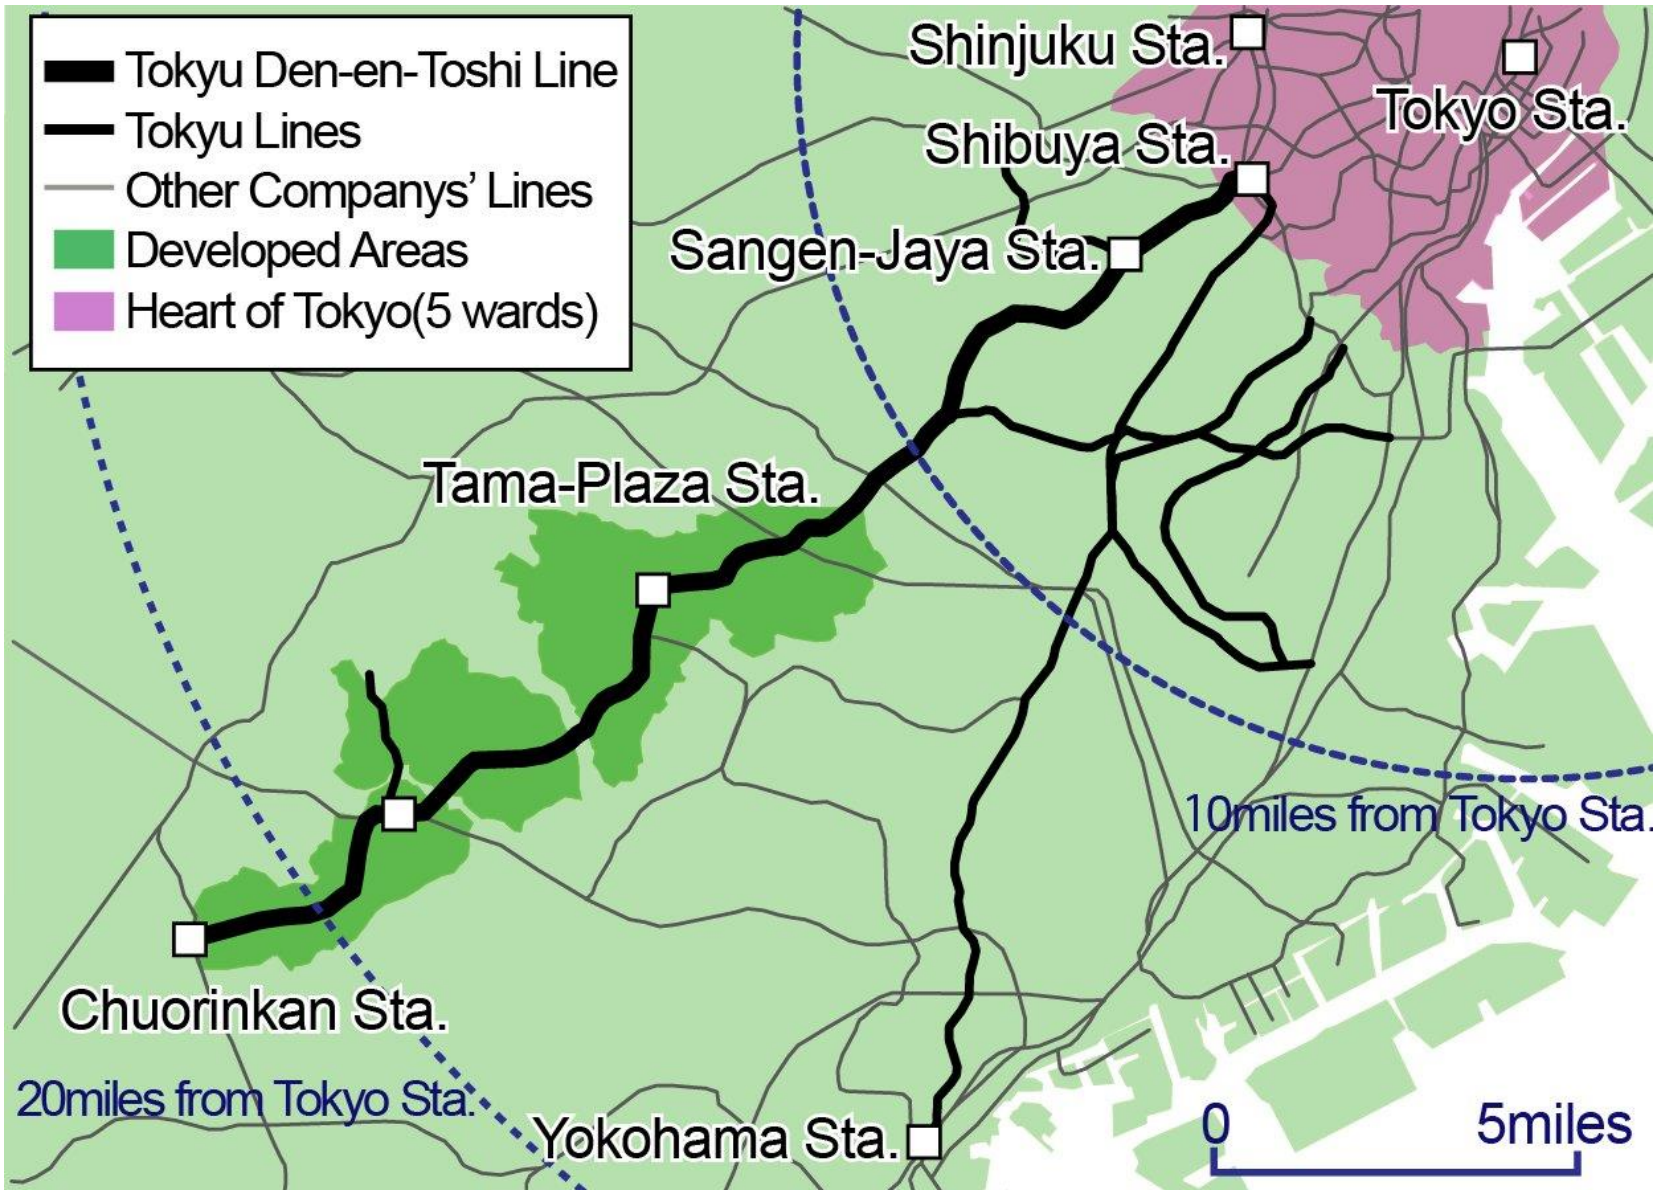 Tokyu Den-en-Toshi Line
Tokyu Lines
Other Companys' Lines
Developed Areas
Heart of Tokyo(5 wards)
Shinjuku Sta.
Tokyo Sta.
Shibuya Sta.
Sangen-Jaya Sta.
Tama-Plaza Sta.
10miles from Tokyo Sta.
Chuorinkan Sta.
20miles from Tokyo Sta.
Yokohama Sta.
0 5miles